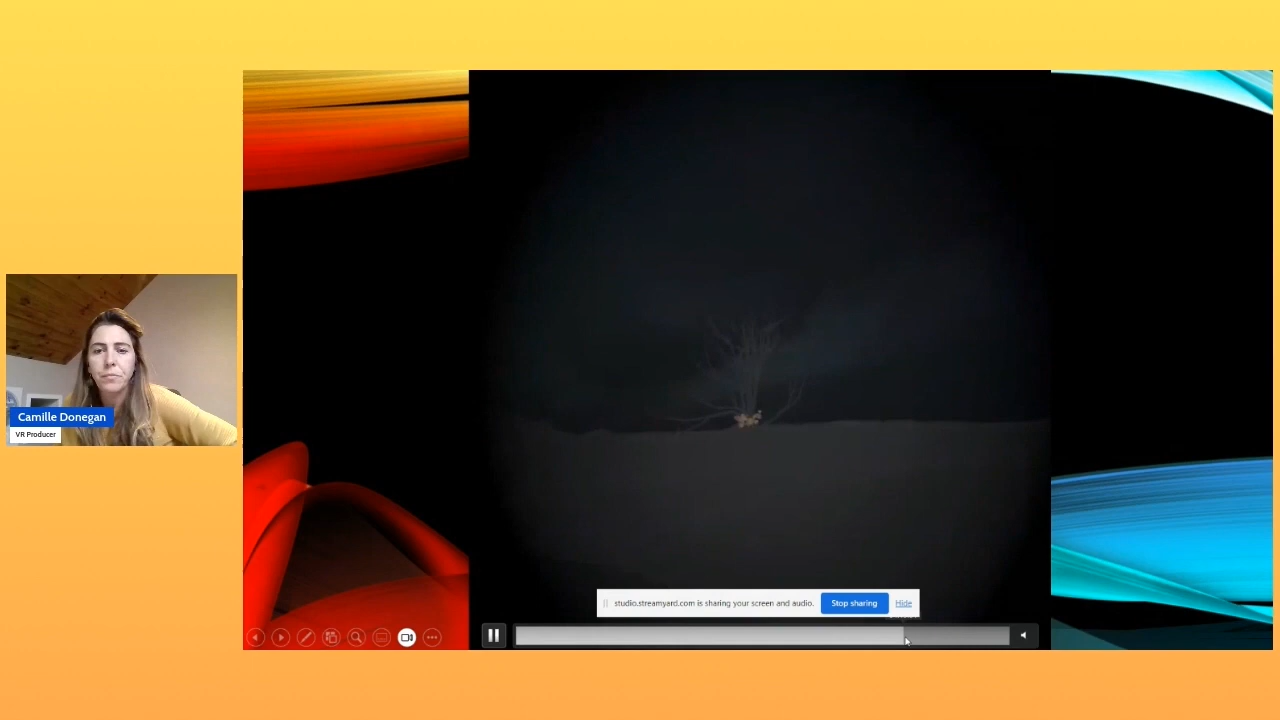 Camille Donegan
VR Producer
studio.streamyard.com is sharing your screen and audio.
Stop sharing
Hide